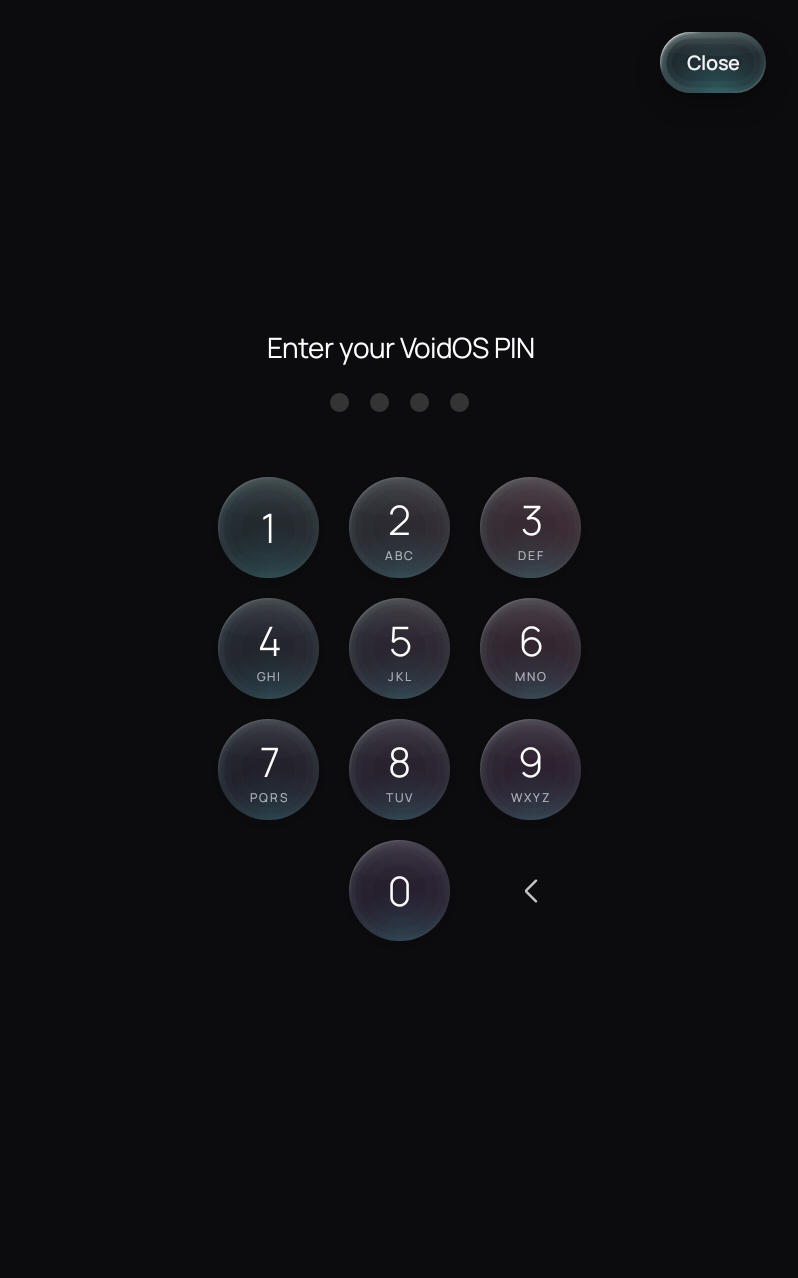 Close
Enter your VoidOS PIN
1 2 3
ABC DEF
4 5 6
GHI JKL MNO
7 8 9
PQRS TUV WXYZ
0